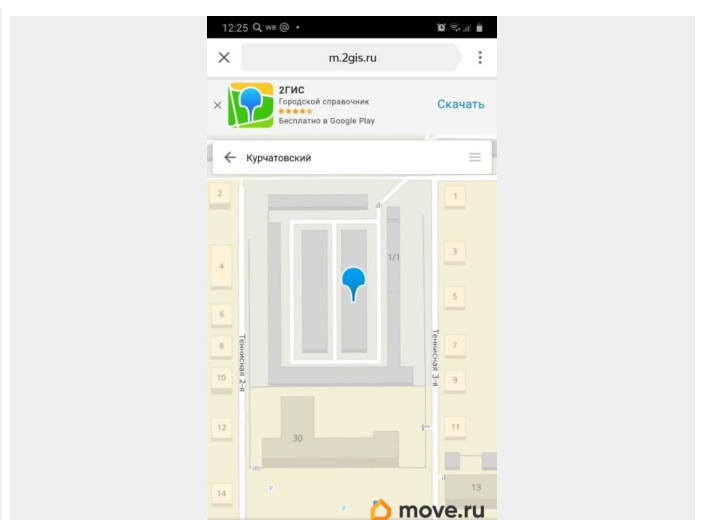 12:25 WB @ •
m.2gis.ru
2ГИС
Городской справочник
Бесплатно в Google Play
Скачать
Курчатовский
2
1
1/1
3
4
5
6
7
8
Теннисная 2-я
Теннисная 3-я
10
9
12
11
30
13
14
P
P
move.ru